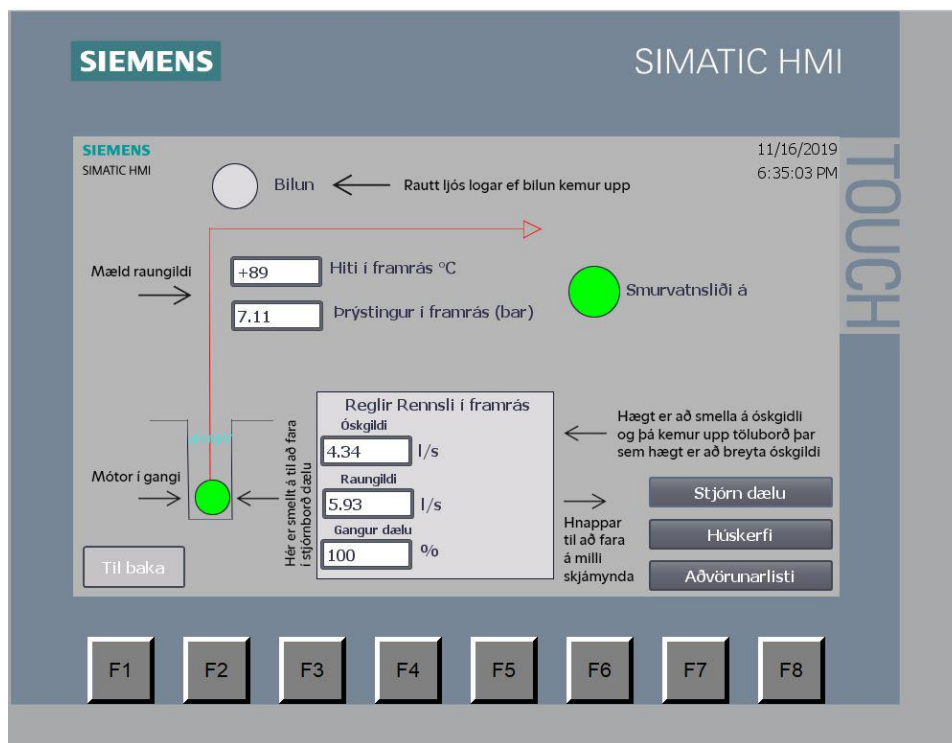 SIEMENS
SIMATIC HMI
TOUCH
SIEMENS
SIMATIC HMI
11/16/2019
6:35:03 PM
Bilun
Rautt ljós logar ef bilun kemur upp
Mæld raungildi
+89
Hiti í framrás °C
7.11
Þrýstingur í framrás (bar)
Smurvatnsliði á
Reglir Rennsli í framrás
Óskgildi
4.34
l/s
Raungildi
5.93
l/s
Gangur dælu
100
%
Hægt er að smella á óskgidli
og þá kemur upp töluborð þar
sem hægt er að breyta óskgildi
Mótor í gangi
Hér er smellt á til að fara
í stjórnborð dælu
Hnappar
til að fara
á milli
skjámynda
Stjórn dælu
Húskerfi
Aðvörunarlisti
Til baka
F1
F2
F3
F4
F5
F6
F7
F8